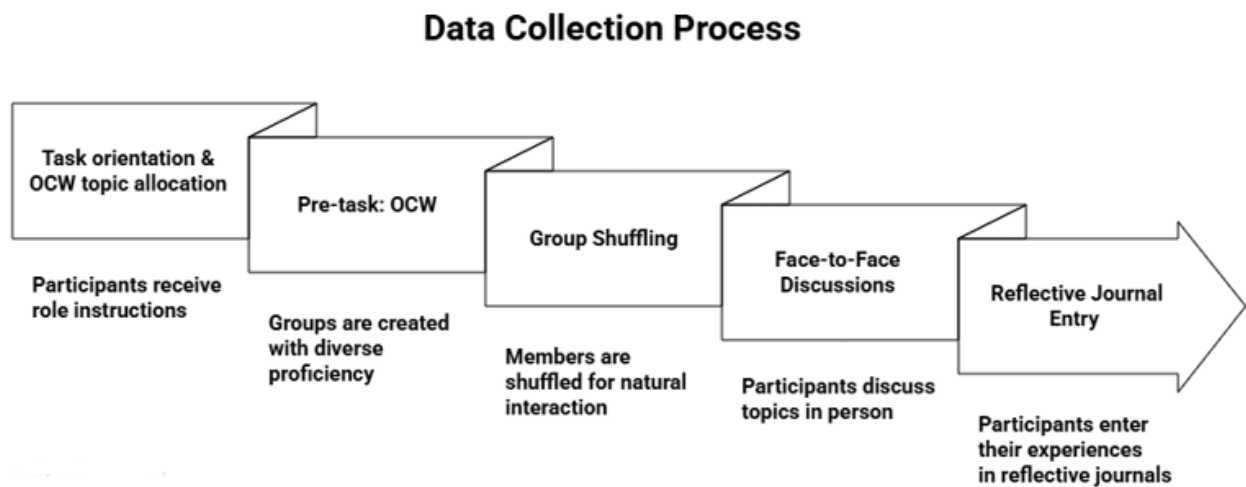 Data Collection Process
Task orientation &
OCW topic allocation
Participants receive
role instructions
Pre-task: OCW
Groups are created
with diverse
proficiency
Group Shuffling
Members are
shuffled for natural
interaction
Face-to-Face
Discussions
Participants discuss
topics in person
Reflective Journal
Entry
Participants enter
their experiences
in reflective journals